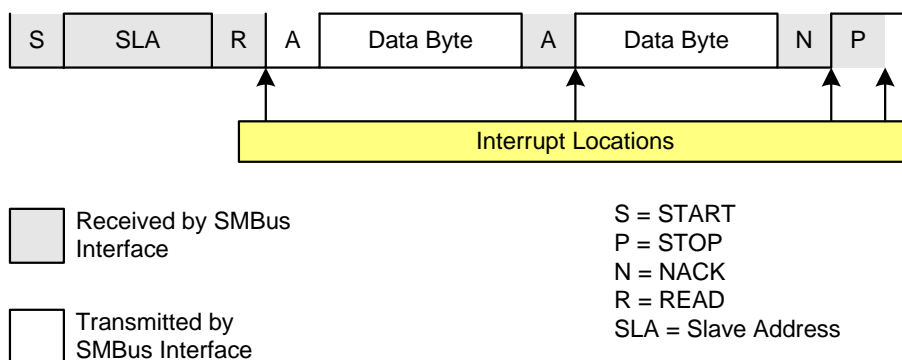 S SLA R A Data Byte A Data Byte N P
Interrupt Locations
Received by SMBus
Interface
Transmitted by
SMBus Interface
S = START
P = STOP
N = NACK
R = READ
SLA = Slave Address